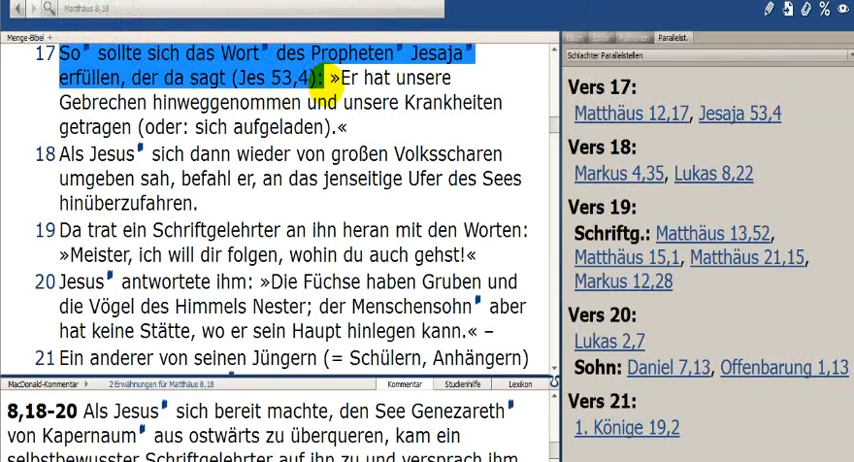 Matthäus 8,18
Menge-Bibel
17 So sollte sich das Wort des Propheten Jesaja
erfüllen, der da sagt (Jes 53,4): »Er hat unsere
Gebrechen hinweggenommen und unsere Krankheiten
getragen (oder: sich aufgeladen).«
18 Als Jesus sich dann wieder von großen Volksscharen
umgeben sah, befahl er, an das jenseitige Ufer des Sees
hinüberzufahren.
19 Da trat ein Schriftgelehrter an ihn heran mit den Worten:
»Meister, ich will dir folgen, wohin du auch gehst!«
20 Jesus antwortete ihm: »Die Füchse haben Gruben und
die Vögel des Himmels Nester; der Menschensohn aber
hat keine Stätte, wo er sein Haupt hinlegen kann.« –
21 Ein anderer von seinen Jüngern (= Schülern, Anhängern)
MacDonald-Kommentar
2 Erwähnungen für Matthäus 8,18
Kommentar
Studienhilfe
Lexikon
8,18-20 Als Jesus sich bereit machte, den See Genezareth
von Kapernaum aus ostwärts zu überqueren, kam ein
selbstbewusster Schriftgelehrter auf ihn zu und versprach ihm
Parallelst.
Schlachter Parallelstellen
Vers 17:
Matthäus 12,17, Jesaja 53,4
Vers 18:
Markus 4,35, Lukas 8,22
Vers 19:
Schriftg.: Matthäus 13,52,
Matthäus 15,1, Matthäus 21,15,
Markus 12,28
Vers 20:
Lukas 2,7
Sohn: Daniel 7,13, Offenbarung 1,13
Vers 21:
1. Könige 19,2